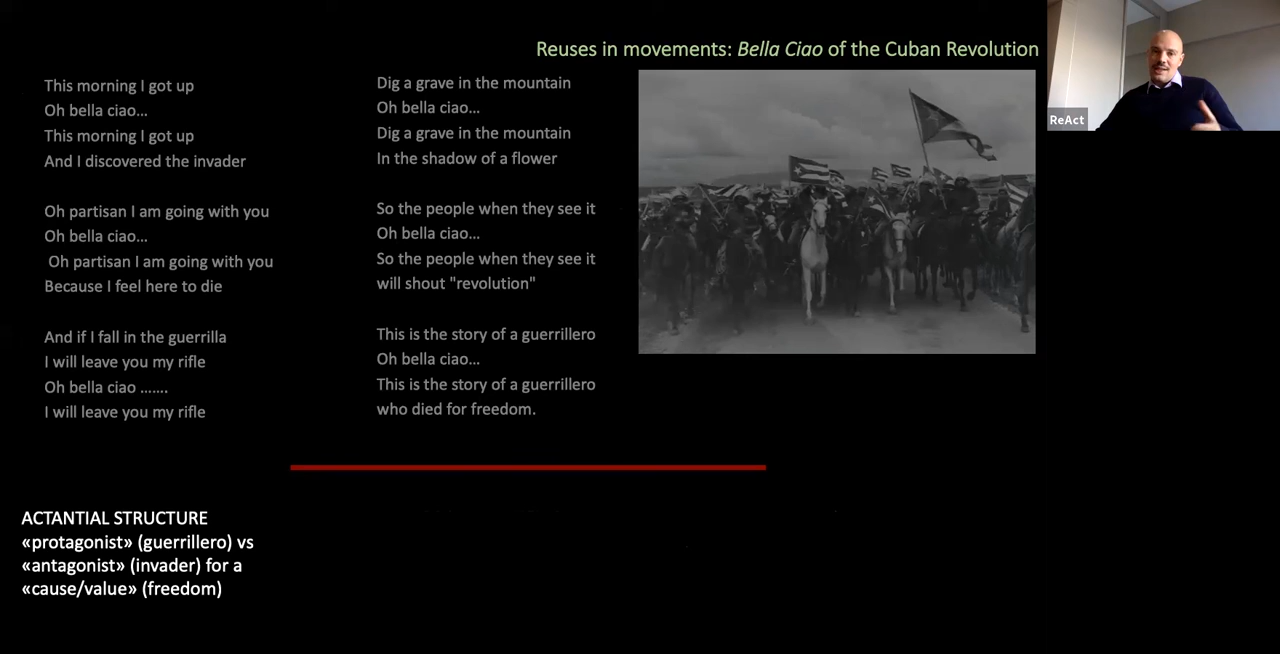 Reuses in movements: Bella Ciao of the Cuban Revolution
ReAct
This morning I got up
Oh bella ciao...
This morning I got up
And I discovered the invader
Oh partisan I am going with you
Oh bella ciao...
Oh partisan I am going with you
Because I feel here to die
And if I fall in the guerrilla
I will leave you my rifle
Oh bella ciao .......
I will leave you my rifle
Dig a grave in the mountain
Oh bella ciao...
Dig a grave in the mountain
In the shadow of a flower
So the people when they see it
Oh bella ciao...
So the people when they see it
will shout "revolution"
This is the story of a guerrillero
Oh bella ciao...
This is the story of a guerrillero
who died for freedom.
ACTANTIAL STRUCTURE
«protagonist» (guerrillero) vs
«antagonist» (invader) for a
«cause/value» (freedom)